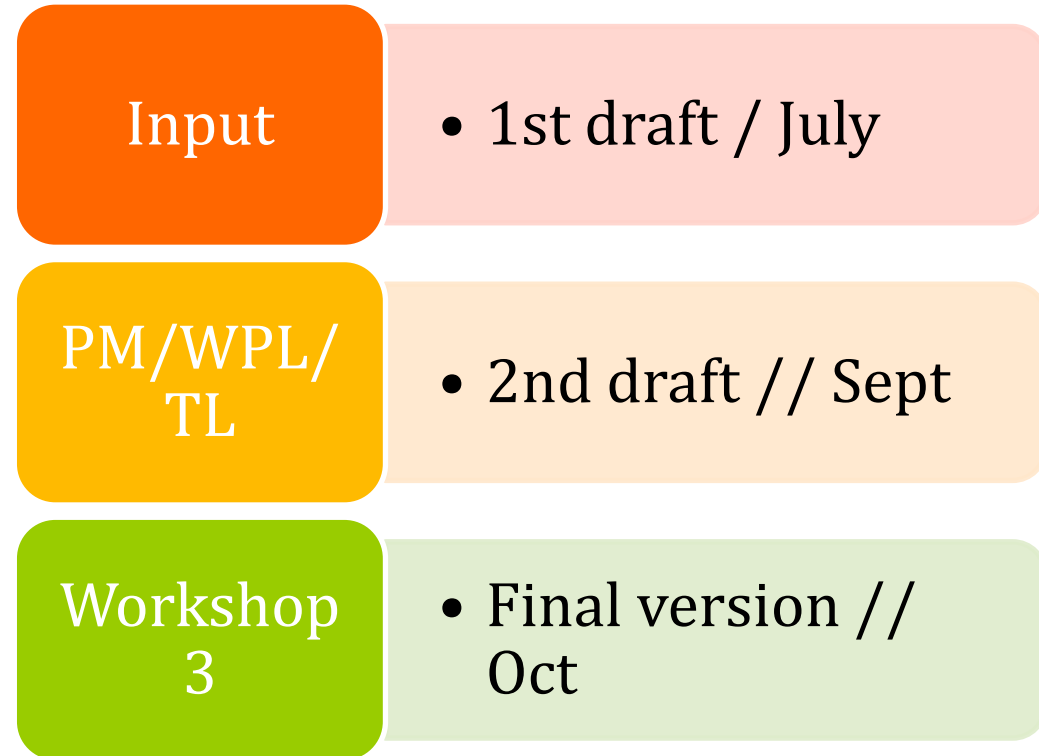 Input
• 1st draft / July
PM/WPL/
TL
• 2nd draft // Sept
Workshop
3
• Final version //
Oct